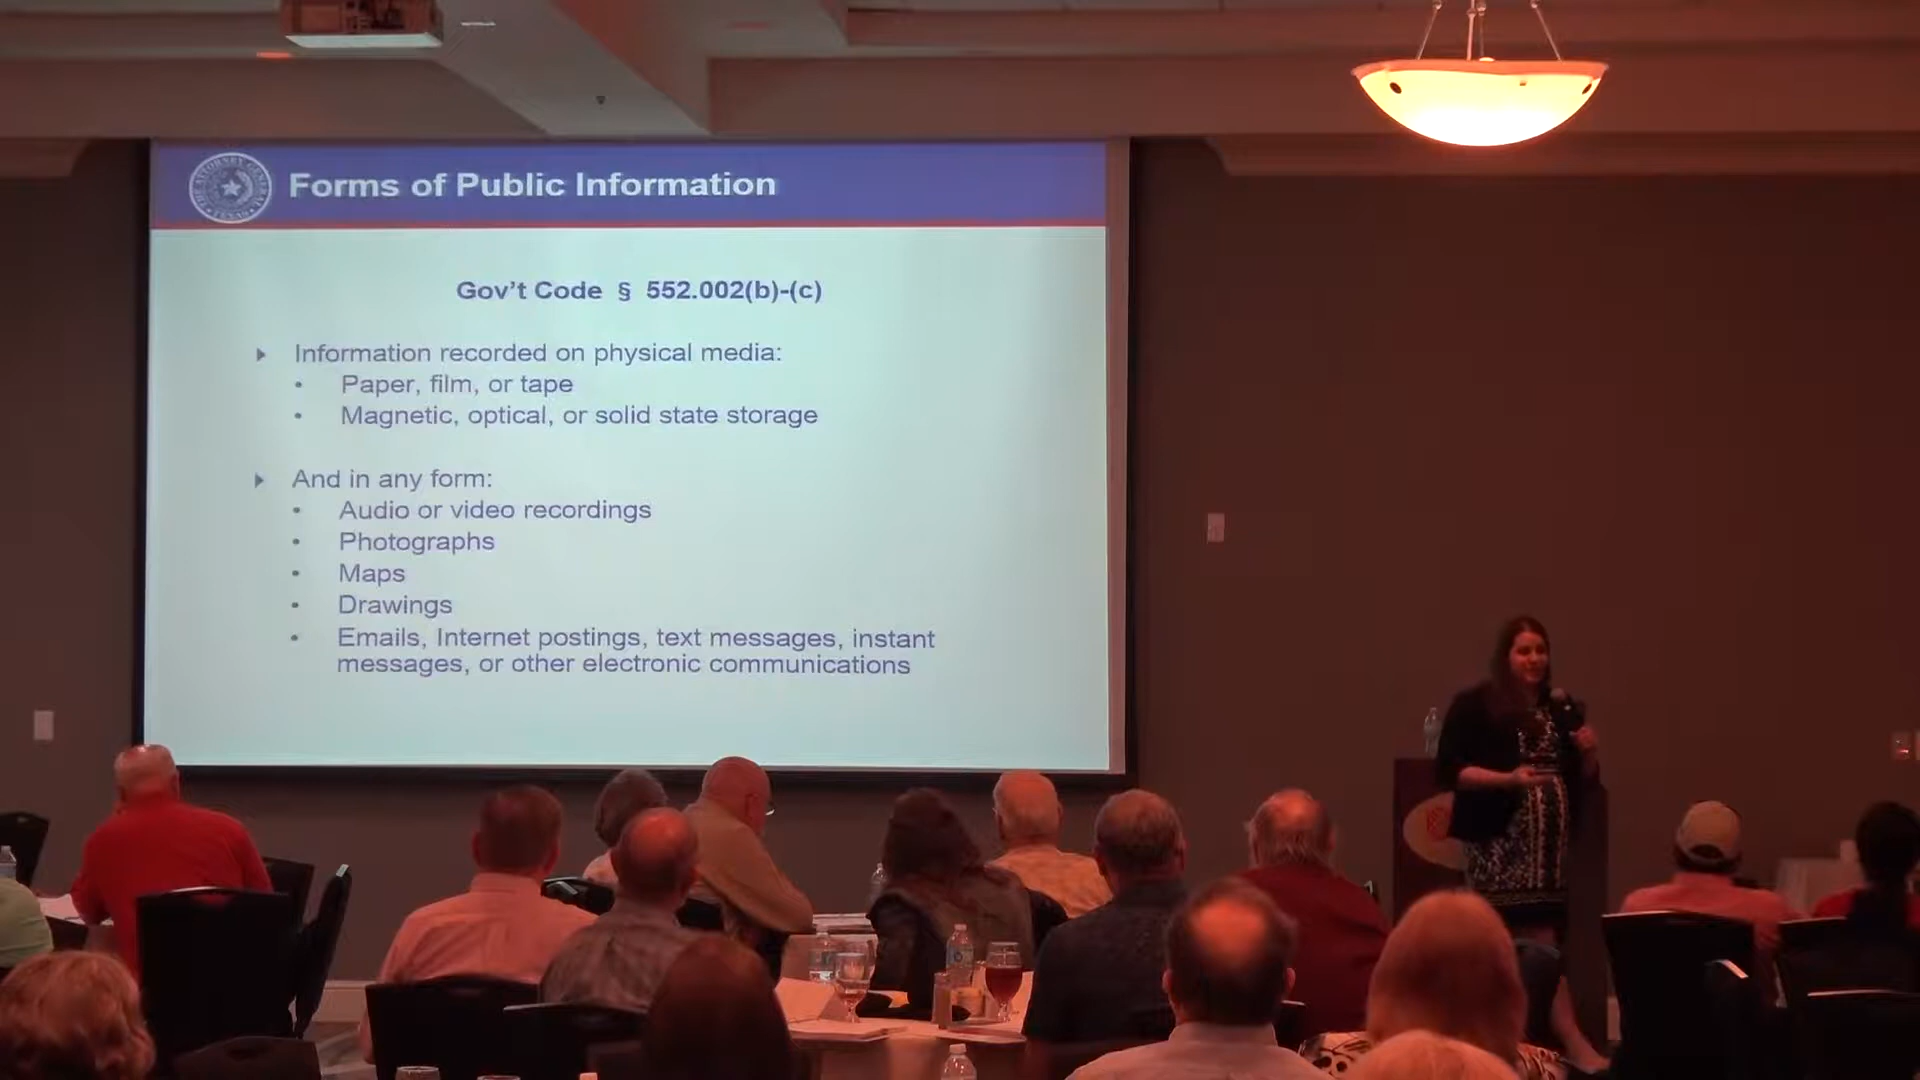 Forms of Public Information
Gov't Code § 552.002(b)-(c)
Information recorded on physical media:
• Paper, film, or tape
• Magnetic, optical, or solid state storage
And in any form:
• Audio or video recordings
• Photographs
• Maps
• Drawings
• Emails, Internet postings, text messages, instant
messages, or other electronic communications